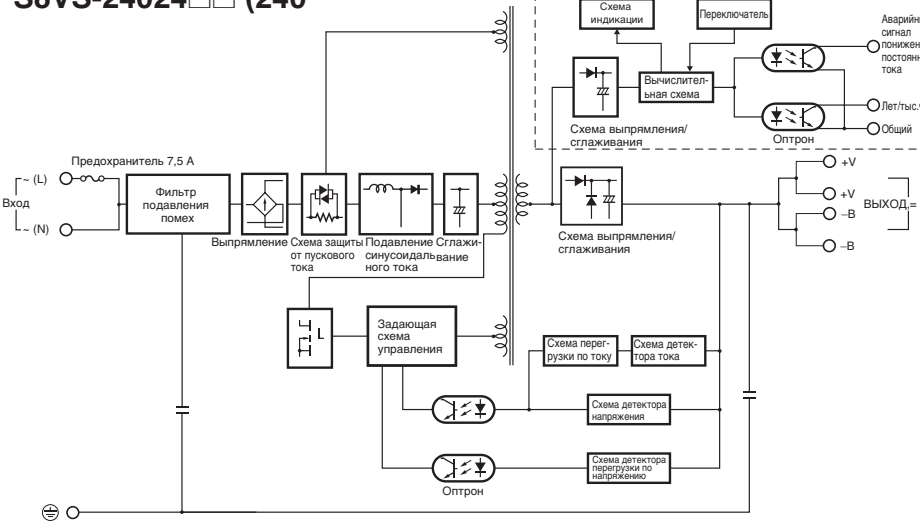 S8VS-24024□□ (240
Схема
индикации
Переключатель
Вычислитель-
ьная схема
Аварийн
сигнал
понижен
постоянн
тока
Лет/тыс.ч
Общий
Оптрон
Схема выпрямления/
сглаживания
Предохранитель 7,5 А
~ (L)
Вход
~ (N)
Фильтр
подавления
помех
Выпрямление
Схема защиты
от пускового
тока
Подавление
синусоидаль
ного тока
Сглажи-
вание
Схема выпрямления/
сглаживания
+V
+V
–В
–В
ВЫХОД,=
Задающая
схема
управления
Схема перег-
рузки по току
Схема детек-
тора тока
Схема детектора
напряжения
Схема детектора
перегрузки по
напряжению
Оптрон